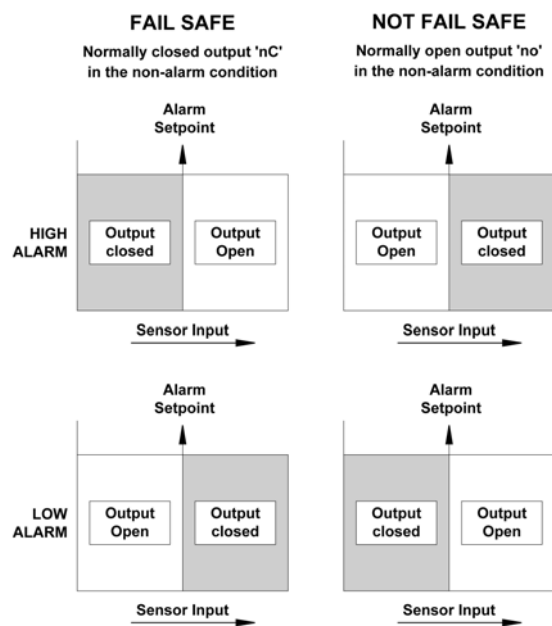 FAIL SAFE
Normally closed output 'nC'
in the non-alarm condition
NOT FAIL SAFE
Normally open output 'no'
in the non-alarm condition
Alarm
Setpoint
Alarm
Setpoint
HIGH
ALARM
Output
closed
Output
Open
Output
Open
Output
closed
Sensor Input
Sensor Input
Alarm
Setpoint
Alarm
Setpoint
LOW
ALARM
Output
Open
Output
closed
Output
closed
Output
Open
Sensor Input
Sensor Input